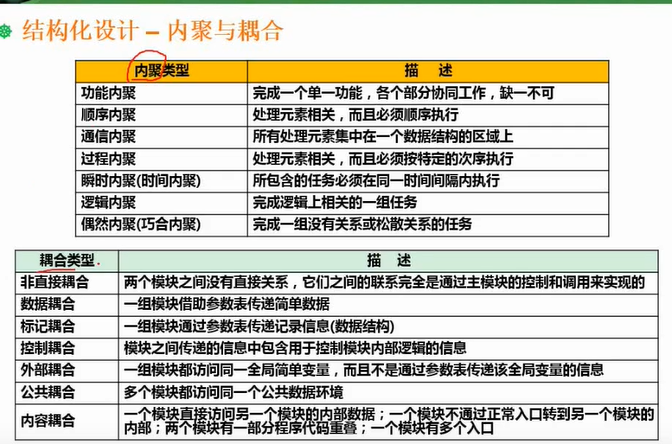 结构化设计 – 内聚与耦合
内聚类型 描 述
功能内聚 完成一个单一功能，各个部分协同工作，缺一不可
顺序内聚 处理元素相关，而且必须顺序执行
通信内聚 所有处理元素集中在一个数据结构的区域上
过程内聚 处理元素相关，而且必须按特定的次序执行
瞬时内聚(时间内聚) 所包含的任务必须在同一时间间隔内执行
逻辑内聚 完成逻辑上相关的一组任务
偶然内聚(巧合内聚) 完成一组没有关系或松散关系的任务
耦合类型 描 述
非直接耦合 两个模块之间没有直接关系，它们之间的联系完全是通过主模块的控制和调用来实现的
数据耦合 一组模块借助参数表传递简单数据
标记耦合 一组模块通过参数表传递记录信息(数据结构)
控制耦合 模块之间传递的信息中包含用于控制模块内部逻辑的信息
外部耦合 一组模块都访问同一全局简单变量，而且不是通过参数表传递该全局变量的信息
公共耦合 多个模块都访问同一个公共数据环境
内容耦合 一个模块直接访问另一个模块的内部数据；一个模块不通过正常入口转到另一个模块的
内部；两个模块有一部分程序代码重叠；一个模块有多个入口